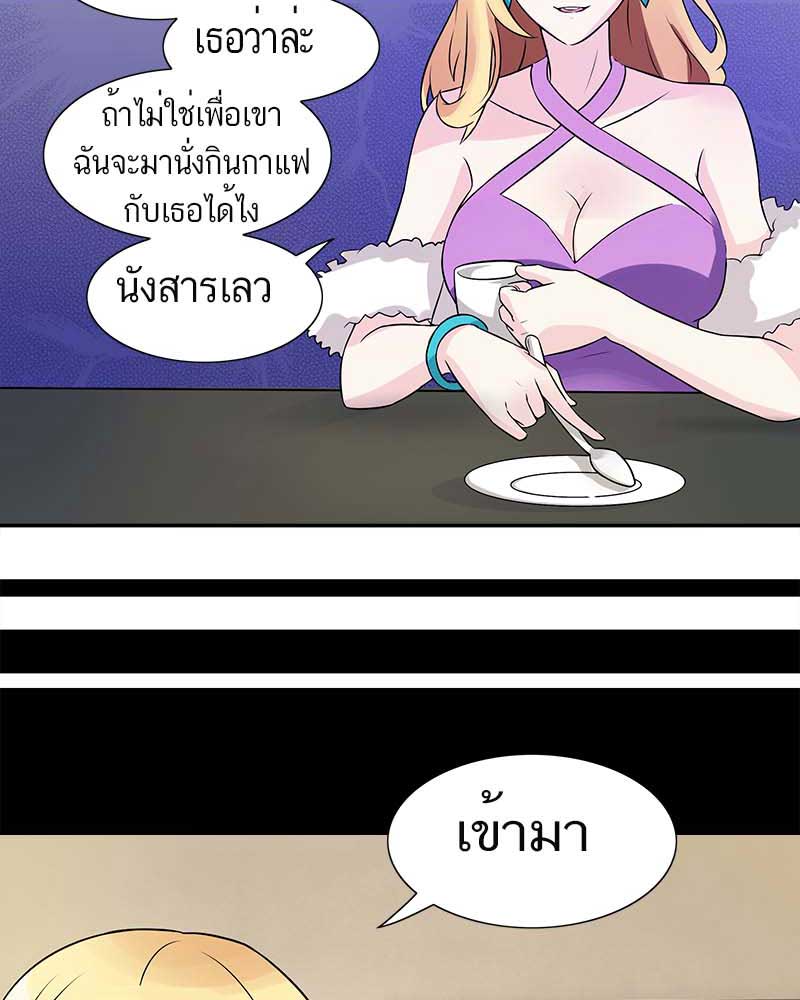 เธอว่าล่ะ
ถ้าไม่ใช่เพื่อเขา
ฉันจะมานั่งกินกาแฟ
กับเธอได้ไง
นังสารเลว
เข้ามา